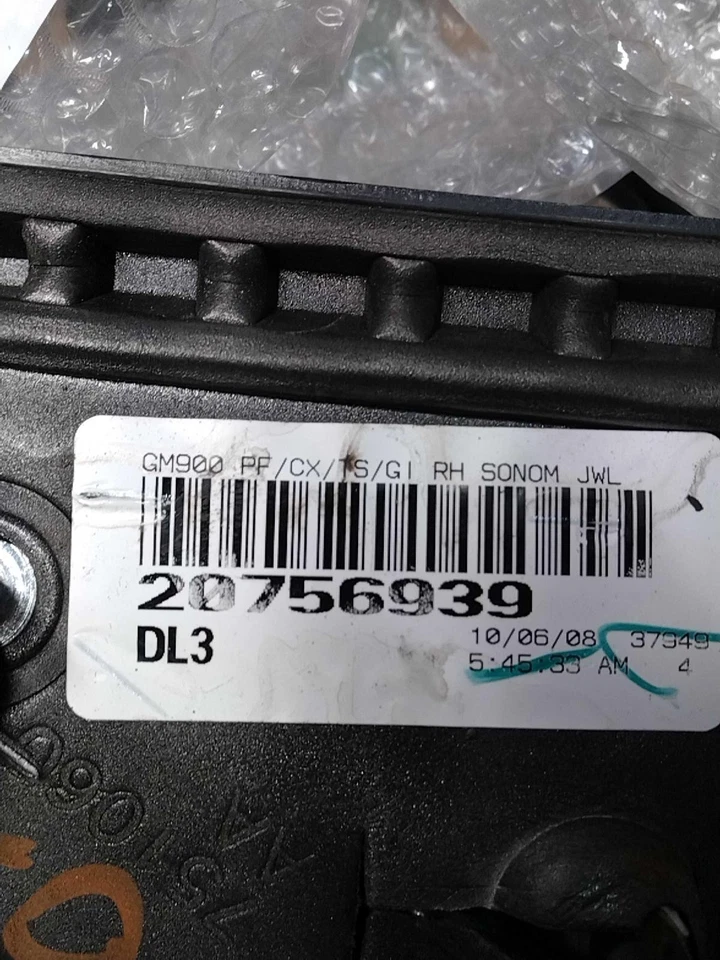 GM900 PF/CX/TS/GI RH SONOM JWL
20756939
DL3
10/06/08 37949
5:45:33 AM 4